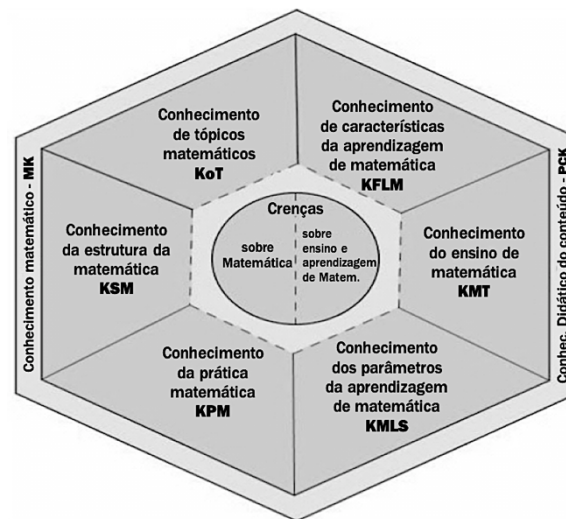 Conhecimento
de tópicos
matemáticos
KoT
Conhecimento
de características
da aprendizagem
de matemática
KFLM
Conhecimento matemático - MK
Conhecimento
da estrutura da
matemática
KSM
Crenças
sobre
Matemática
sobre
ensino e
aprendizagem
de Matem.
Conhecimento
do ensino de
matemática
KMT
Conhec. Didático do conteúdo - PCK
Conhecimento
da prática
matemática
KPM
Conhecimento
dos parâmetros
da aprendizagem
de matemática
KMLS